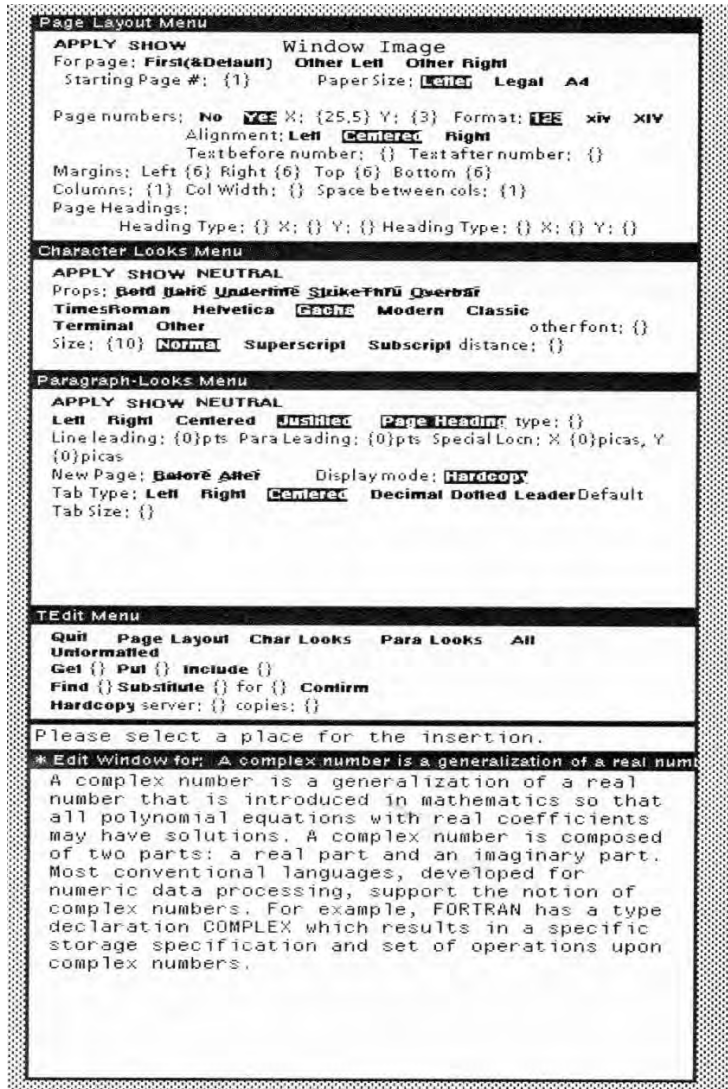 Page Layout Menu
APPLY SHOW Window Image
For page: First(&Default) Other Left Other Right
Starting Page #: {1} Paper Size: Letter Legal A4
Page numbers: No Yes X: {25.5} Y: {3} Format: 123 xiv XIV
Alignment: Left Centered Right
Text before number: {} Text after number: {}
Margins: Left {6} Right {6} Top {6} Bottom {6}
Columns: {1} Col Width: {} Space between cols: {1}
Page Headings:
Heading Type: {} X: {} Y: {} Heading Type: {} X: {} Y: {}
Character Looks Menu
APPLY SHOW NEUTRAL
Props: Bold Italic Underline StrikeThru Overbar
TimesRoman Helvetica Gacha Modern Classic
Terminal Other other font: {}
Size: {10} Normal Superscript Subscript distance: {}
Paragraph-Looks Menu
APPLY SHOW NEUTRAL
Left Right Centered Justified Page Heading type: {}
Line leading: {0}pts Para Leading: {0}pts Special Locn: X {0}picas, Y
{0}picas
New Page: Before After Display mode: Hardcopy
Tab Type: Left Right Centered Decimal Dotted Leader Default
Tab Size: {}
TEdit Menu
Quit Page Layout Char Looks Para Looks All
Unformatted
Get {} Put {} Include {}
Find {} Substitute {} for {} Confirm
Hardcopy server: {} copies: {}
Please select a place for the insertion.
* Edit Window for: A complex number is a generalization of a real num
A complex number is a generalization of a real
number that is introduced in mathematics so that
all polynomial equations with real coefficients
may have solutions. A complex number is composed
of two parts: a real part and an imaginary part.
Most conventional languages, developed for
numeric data processing, support the notion of
complex numbers. For example, FORTRAN has a type
declaration COMPLEX which results in a specific
storage specification and set of operations upon
complex numbers.